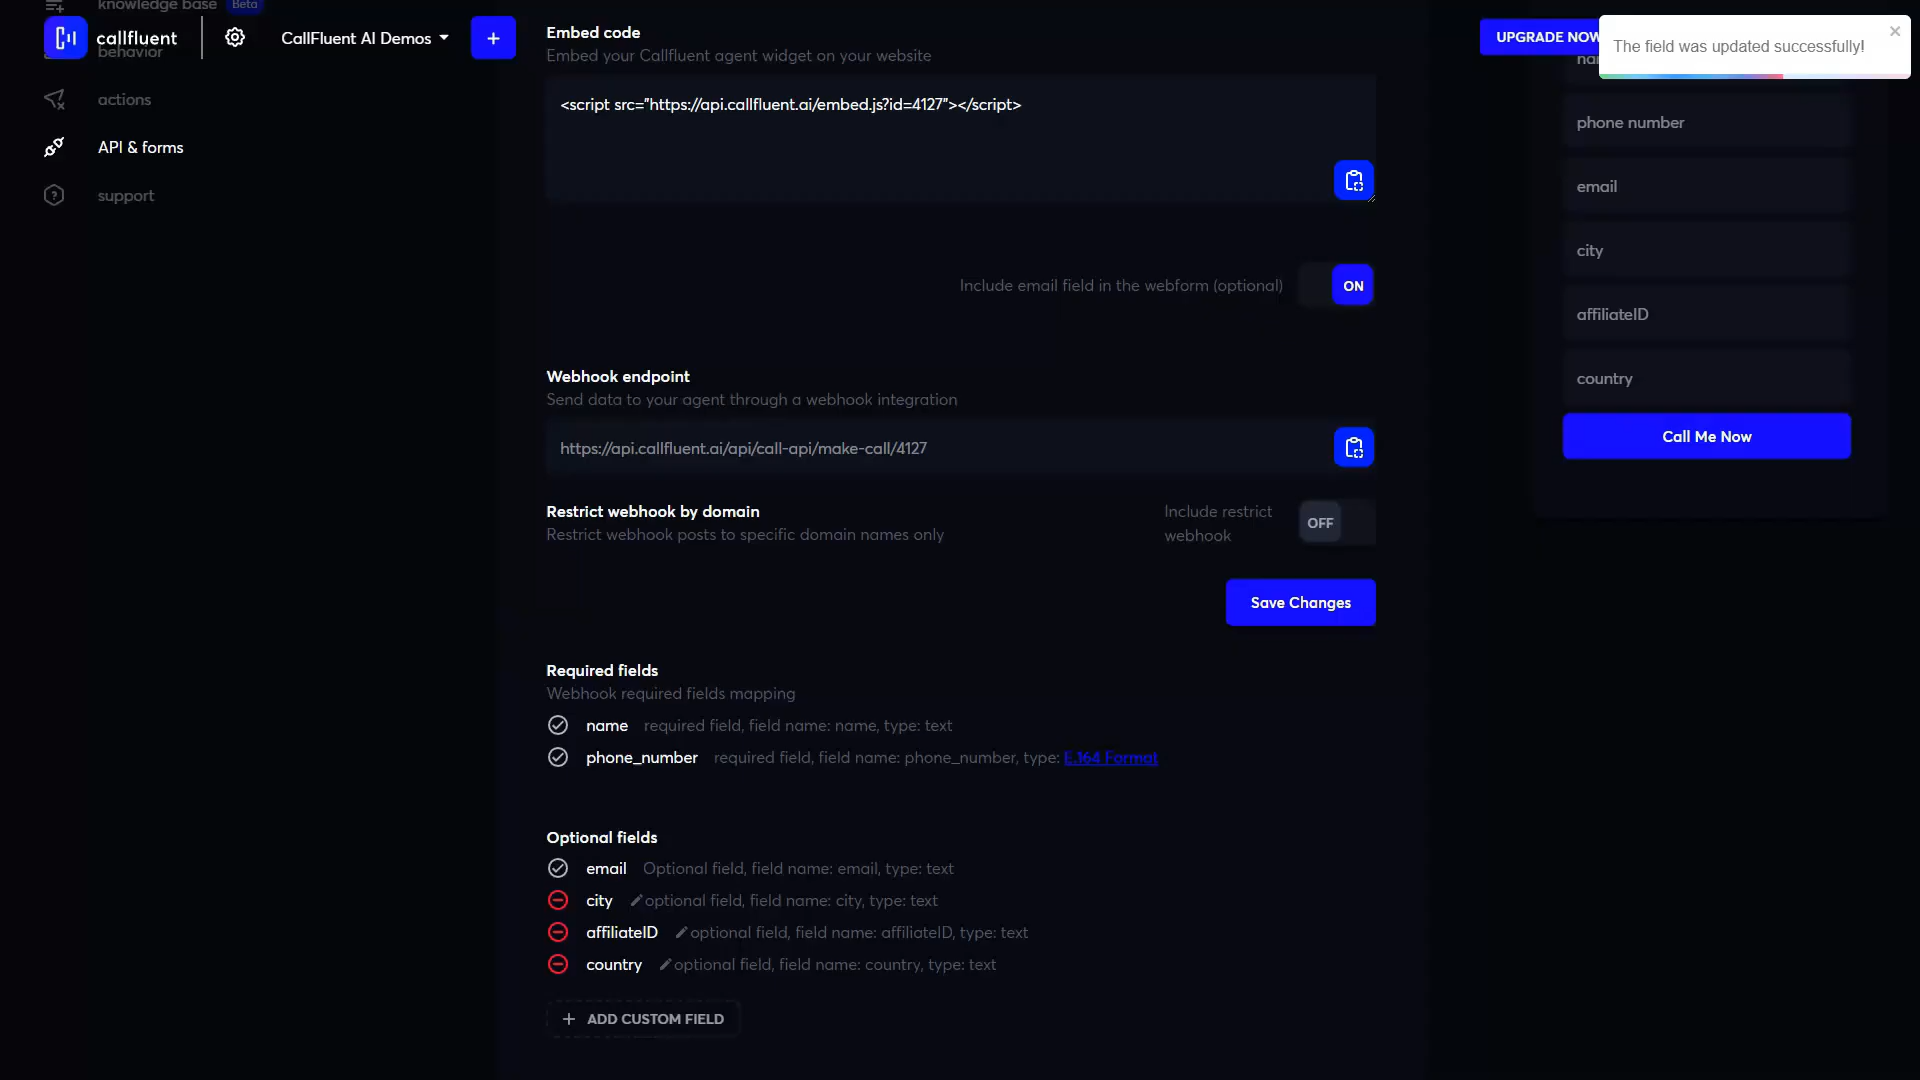 knowledge base Beta
callfluent
CallFluent AI Demos
+
behavior
actions
API & forms
support
Embed code
Embed your Callfluent agent widget on your website
<script src="https://api.callfluent.ai/embed.js?id=4127"></script>
Include email field in the webform (optional) ON
Webhook endpoint
Send data to your agent through a webhook integration
https://api.callfluent.ai/api/call-api/make-call/4127
Restrict webhook by domain
Restrict webhook posts to specific domain names only
Include restrict
webhook
OFF
Save Changes
Required fields
Webhook required fields mapping
name required field, field name: name, type: text
phone_number required field, field name: phone_number, type: E.164 Format
Optional fields
email Optional field, field name: email, type: text
city optional field, field name: city, type: text
affiliateID optional field, field name: affiliateID, type: text
country optional field, field name: country, type: text
+ ADD CUSTOM FIELD
UPGRADE NOW
The field was updated successfully!
phone number
email
city
affiliateID
country
Call Me Now